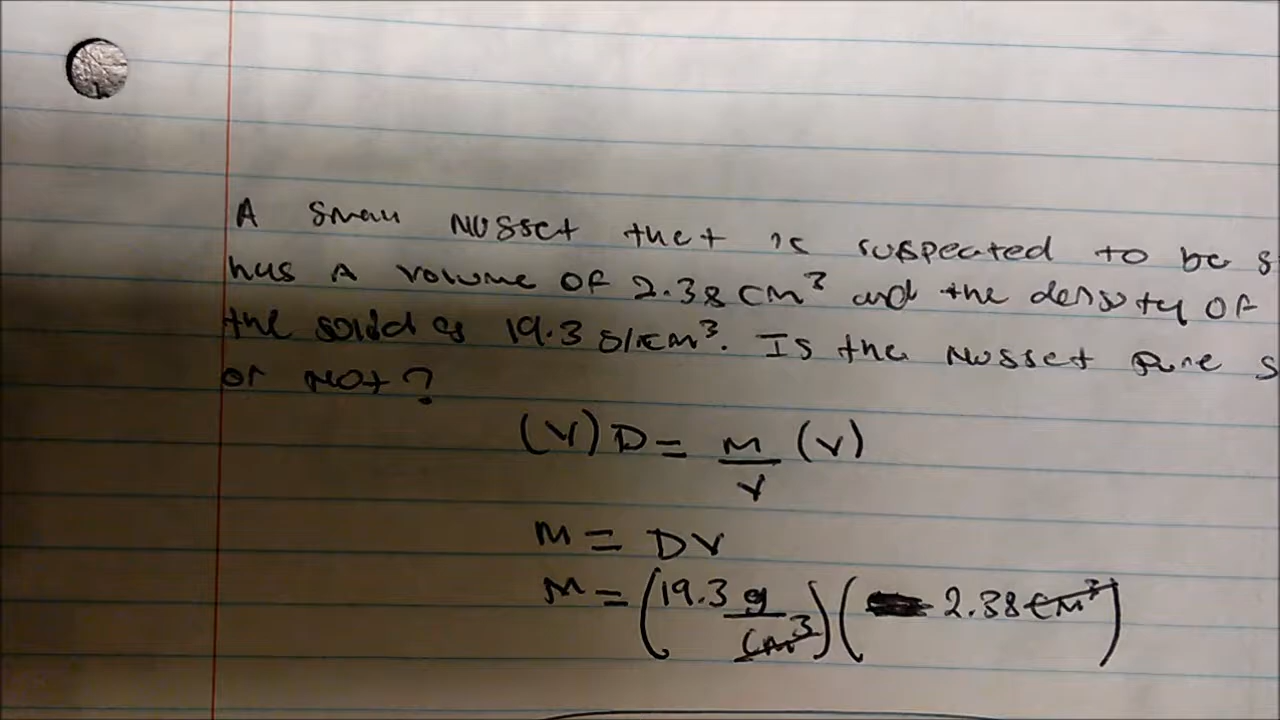 A small nugget that is suspected to be g
has A volume of 2.38 cm³ and the density of
the solid is 19.3 g/cm³. Is the nugget pure g
or not?
(V) D = M/V (V)
M = DV
M = (19.3 g/cm³) (2.38 cm³)